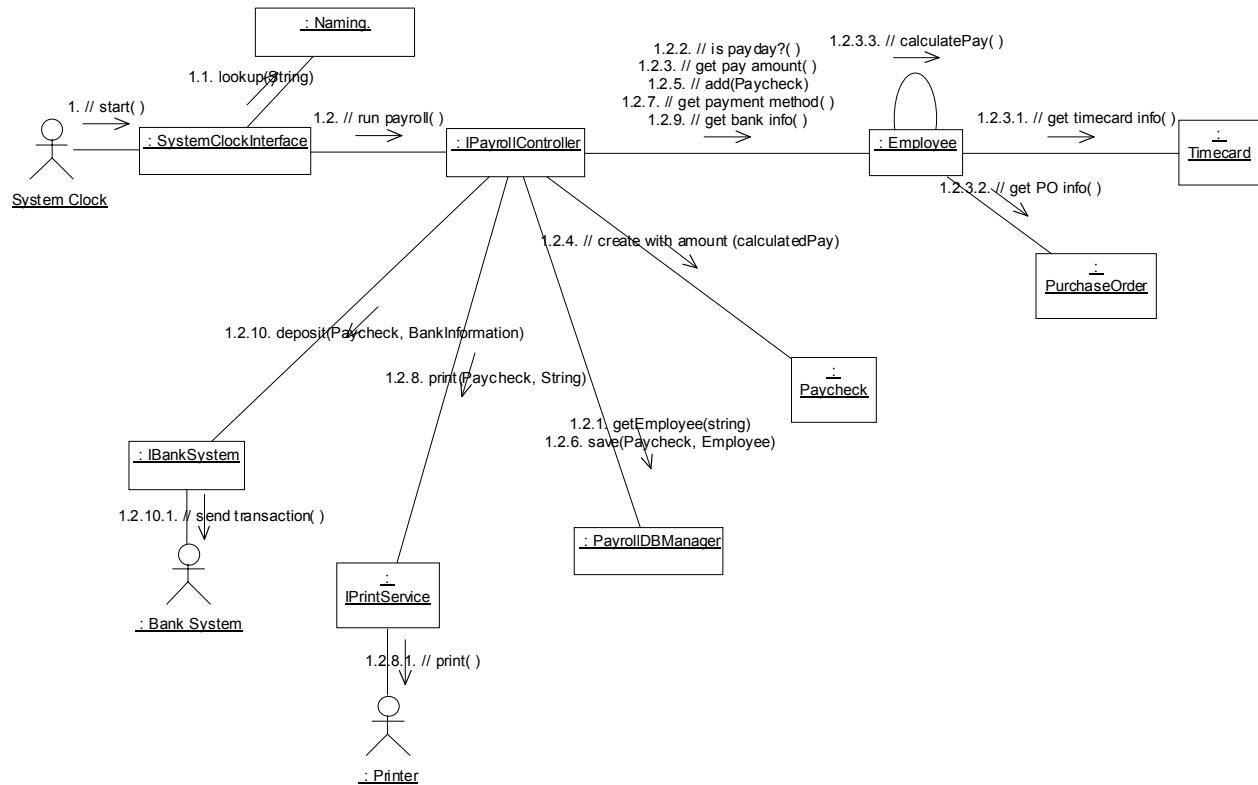 : Naming.
1.1. lookup(String)
1. // start( )
System Clock
: SystemClockInterface
1.2. // run payroll( )
: IPayrollController
1.2.2. // is payday?( )
1.2.3. // get pay amount( )
1.2.5. // add(Paycheck)
1.2.7. // get payment method( )
1.2.9. // get bank info( )
1.2.3.3. // calculatePay( )
: Employee
1.2.3.1. // get timecard info( )
:
Timecard
1.2.3.2. // get PO info( )
:
PurchaseOrder
1.2.4. // create with amount (calculatedPay)
:
Paycheck
1.2.10. deposit(Paycheck, BankInformation)
1.2.8. print(Paycheck, String)
1.2.1. getEmployee(string)
1.2.6. save(Paycheck, Employee)
: IBankSystem
1.2.10.1. // send transaction( )
: Bank System
: PayrollDBManager
:
IPrintService
1.2.8.1. // print( )
: Printer